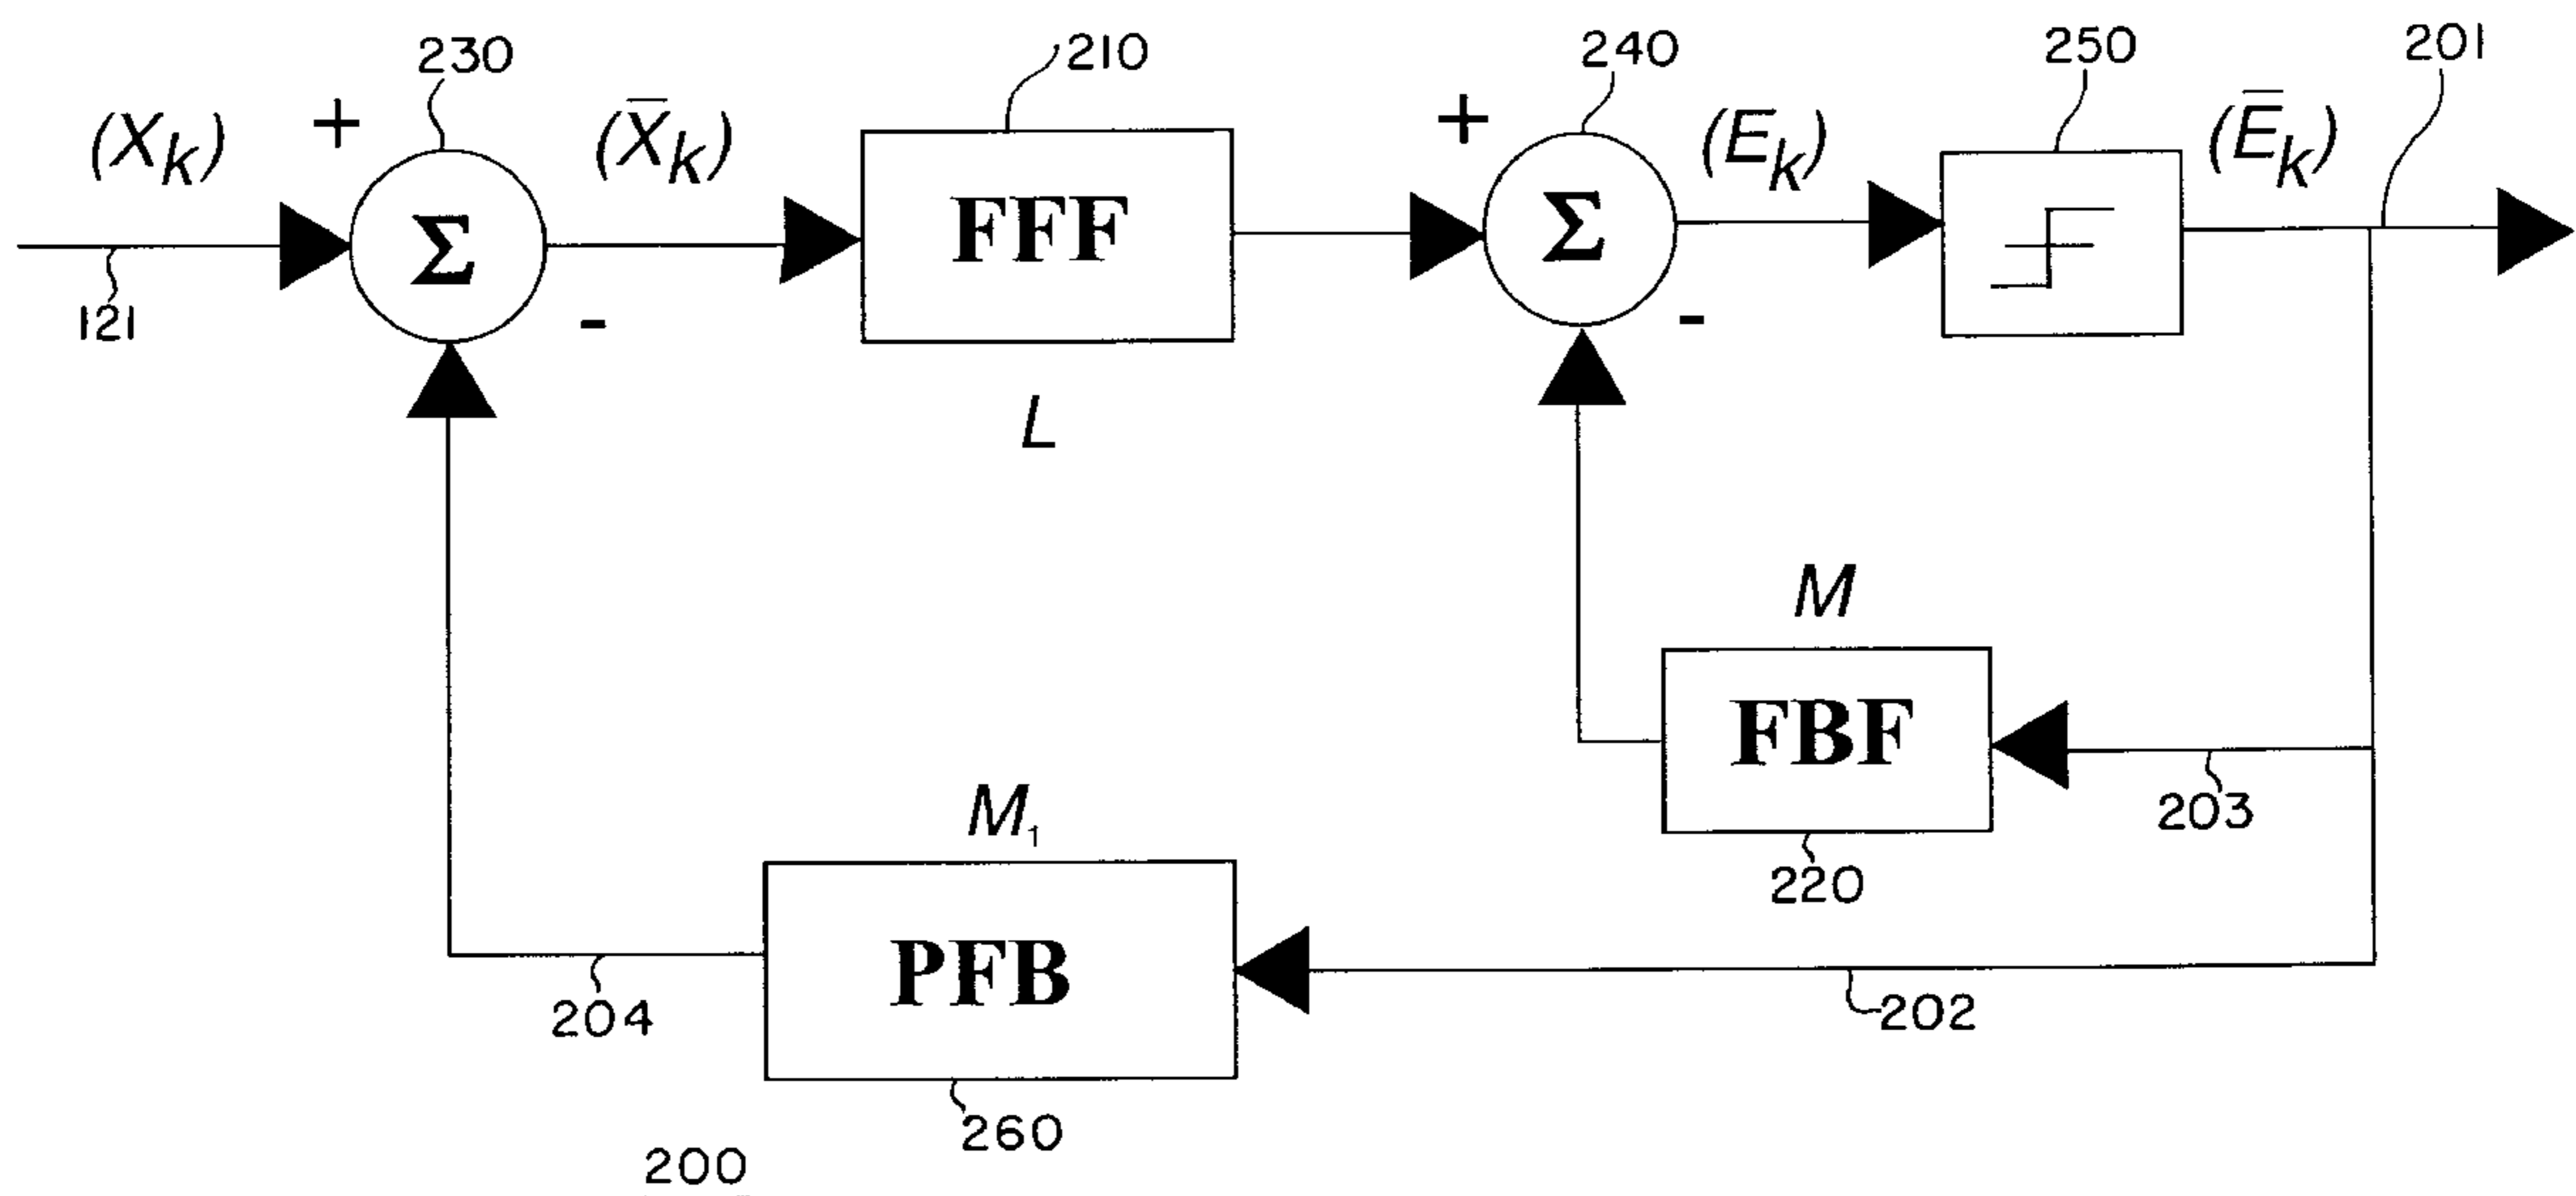 230
210
240
250
201
(Xk)
+
(X̄k)
+
(Ek)
(Ēk)
Σ
FFF
Σ
121
-
-
L
M
FBF
203
M₁
220
PFB
204
202
260
200